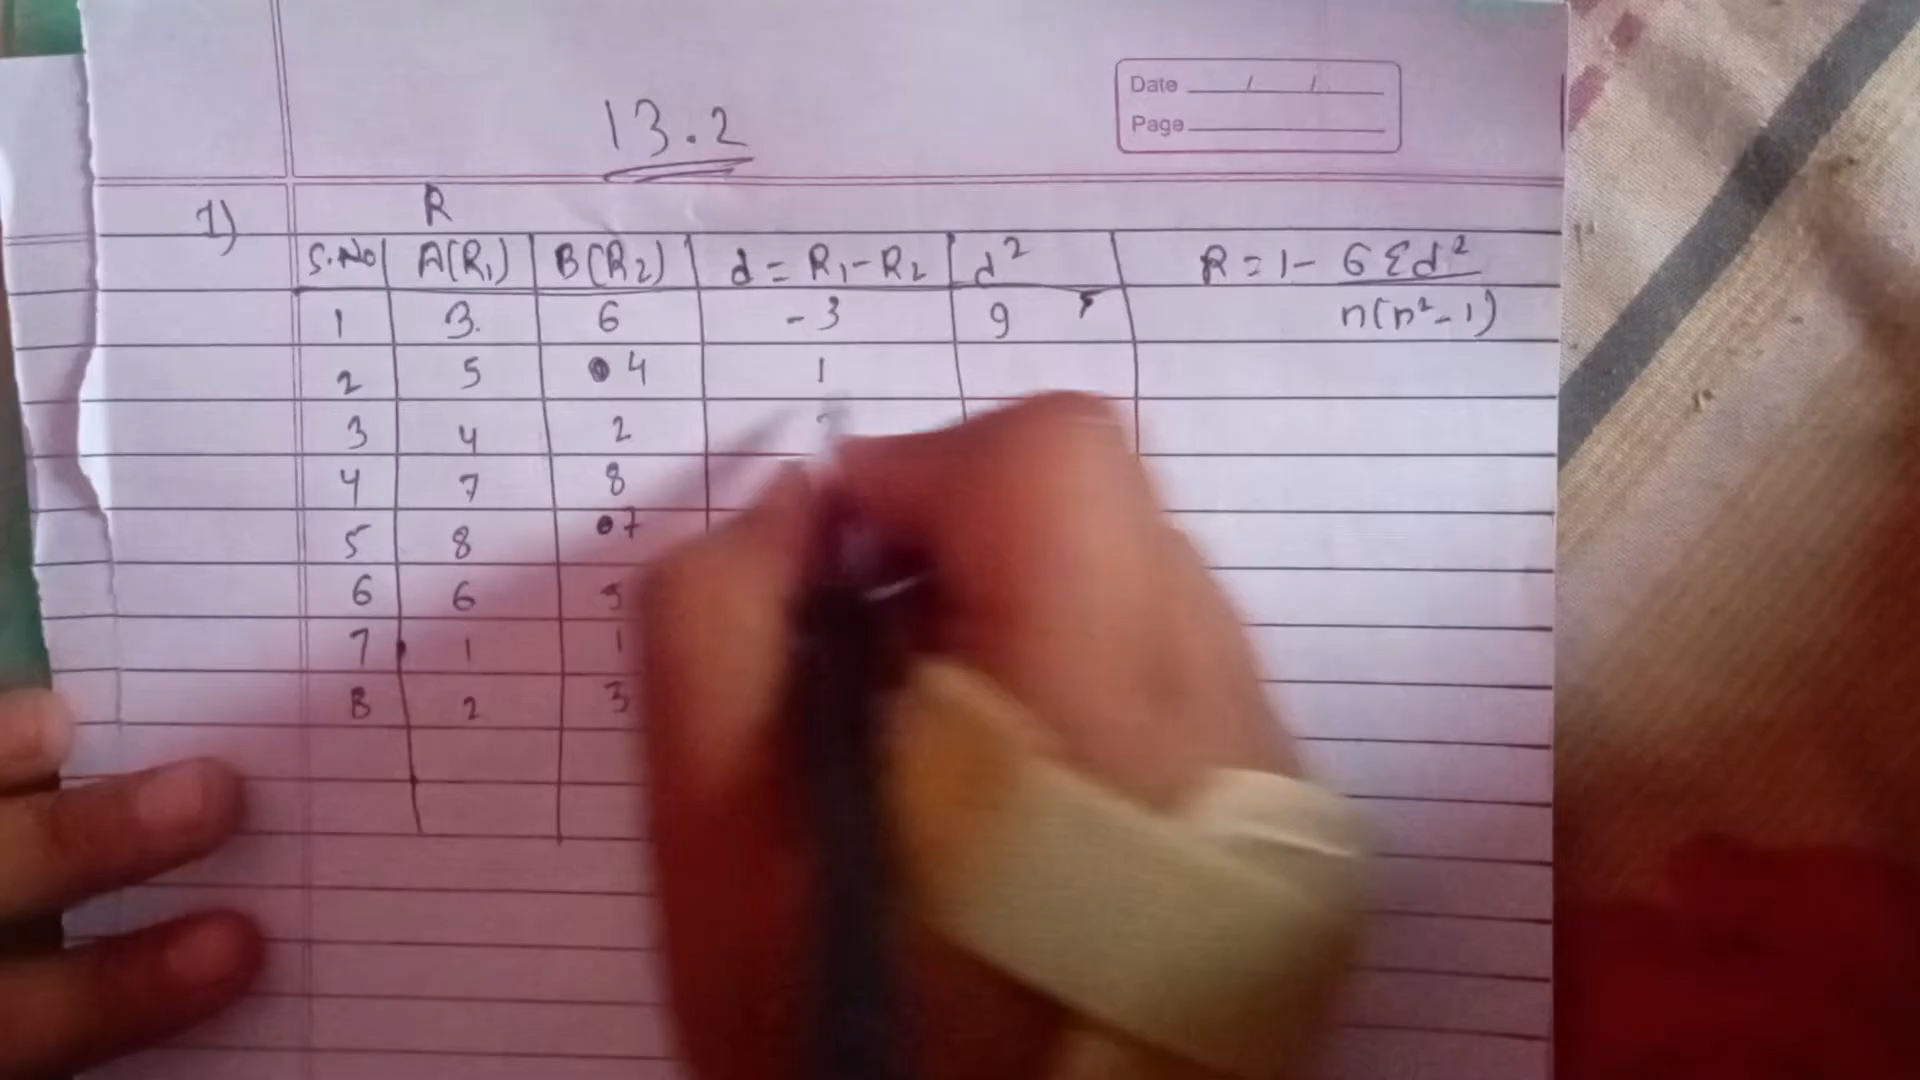 Date / /
Page
13.2
1) R
S.No A(R₁) B(R₂) d = R₁-R₂ d² R = 1 - 6Σd²
1 3. 6 -3 9 n(n²-1)
2 5 4 1
3 4 2
4 7 8
5 8 7
6 6 5
7 1 1
8 2 3